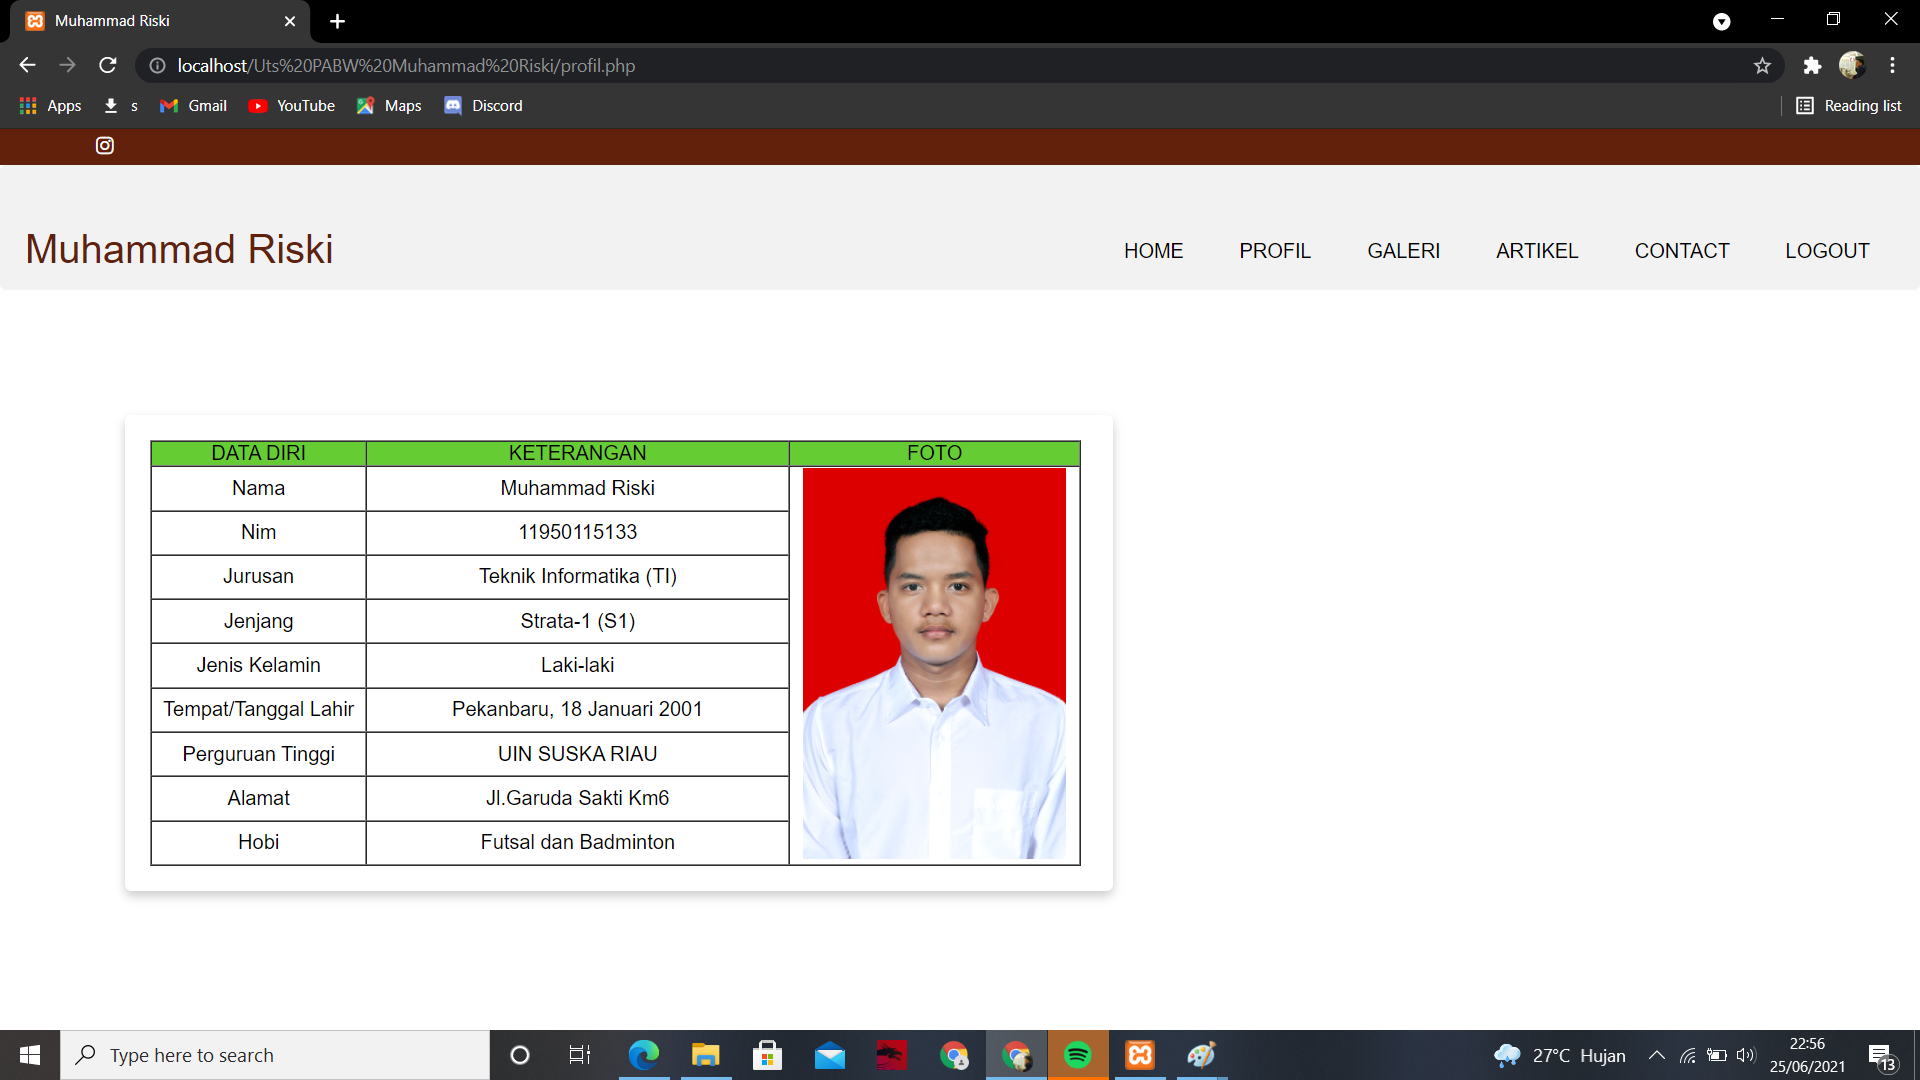 Muhammad Riski
localhost/Uts%20PABW%20Muhammad%20Riski/profil.php
Apps s Gmail YouTube Maps Discord Reading list
Muhammad Riski HOME PROFIL GALERI ARTIKEL CONTACT LOGOUT
DATA DIRI KETERANGAN FOTO
Nama Muhammad Riski
Nim 11950115133
Jurusan Teknik Informatika (TI)
Jenjang Strata-1 (S1)
Jenis Kelamin Laki-laki
Tempat/Tanggal Lahir Pekanbaru, 18 Januari 2001
Perguruan Tinggi UIN SUSKA RIAU
Alamat Jl.Garuda Sakti Km6
Hobi Futsal dan Badminton
Type here to search 27°C Hujan 22:56
25/06/2021 13